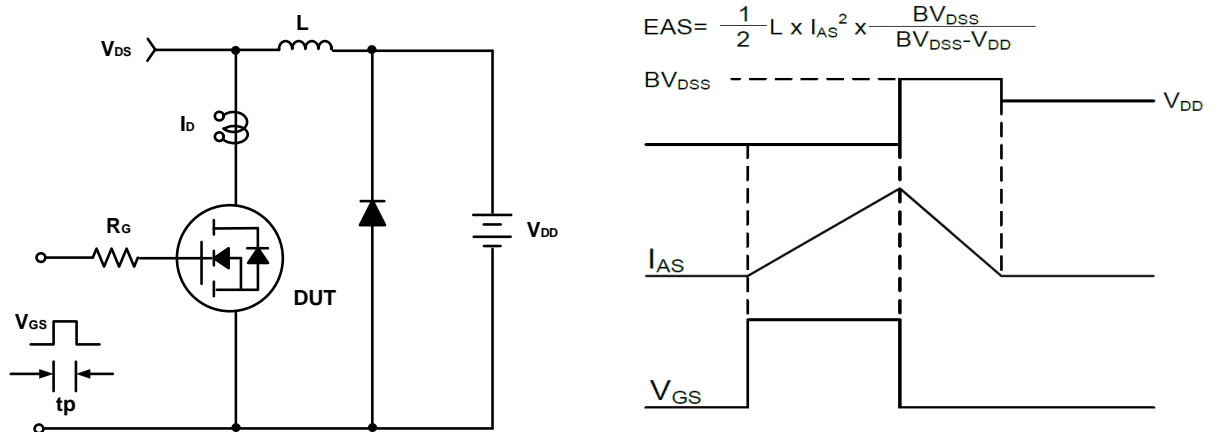 L
VDS
ID
RG
VDD
DUT
VGS
tp
EAS= 1/2 L x IAS² x BVDSS/BVDSS-VDD
BVDSS
VDD
IAS
VGS